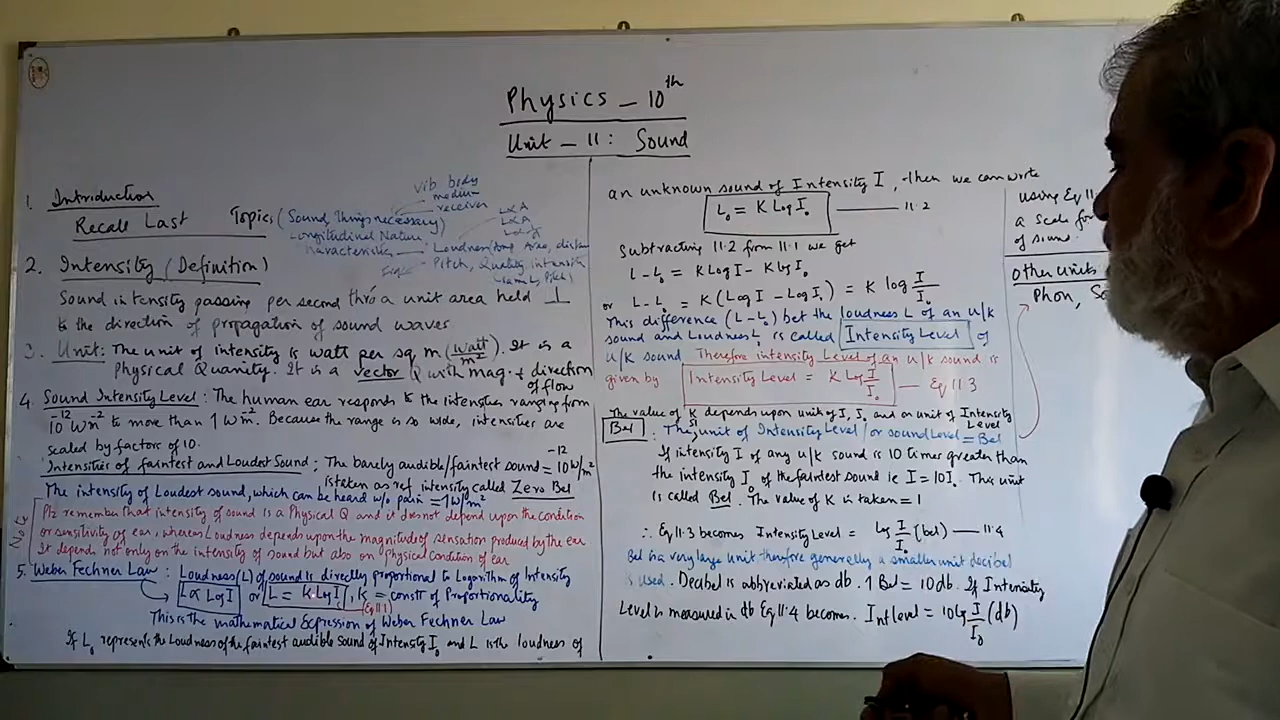 Physics - 10th
Unit - 11: Sound
1. Introduction
Recall Last Topic (Sound, Things necessary)
vib body
medium
receiver
Longitudinal Nature
LαA
LαA
Characteristics Loudness (Amp Area, distan
Pitch, Quality, intensity
(same L, Pitch)
2. Intensity (Definition)
Sound intensity passing per second thro a unit area held ⊥
to the direction of propagation of sound waves
3. Unit: The unit of intensity is watt per sq m (watt/m²). It is a
Physical Quanity. It is a vector Q with mag. + direction
of flow
4. Sound Intensity Level: The human ear responds to the intensities ranging from
10⁻¹² Wm⁻² to more than 1 Wm⁻². Because the range is so wide, intensities are
scaled by factors of 10.
Intensities of faintest and Loudest Sound; The barely audible/faintest sound = 10⁻¹² W/m²
is taken as ref intensity called Zero Bel
The intensity of Loudest sound, which can be heard w/o pain = 1 W/m²
Note
Plz remember that intensity of sound is a Physical Q and it does not depend upon the condition
or sensitivity of ear, whereas Loudness depends upon the magnitude of sensation produced by the ear
It depends not only on the intensity of sound but also on physical condition of ear
5. Weber Fechner Law: Loudness (L) of sound is directly proportional to Logarithm of Intensity
L α Log I or L = K Log I, K = constt of Proportionality
(Eq 11.1)
This is the mathematical Expression of Weber Fechner Law
If L₀ represents the Loudness of the faintest audible Sound of Intensity I₀ and L is the loudness of
an unknown sound of Intensity I, then we can write
L₀ = K Log I₀ 11.2
Subtracting 11.2 from 11.1 we get
L-L₀ = K Log I - K Log I₀
or L-L₀ = K (Log I - Log I₀) = K log I/I₀
This difference (L-L₀) bet the loudness L of an u/k
sound and Loudness L₀ is called Intensity Level of
u/k sound Therefore intensity Level of an u/k sound is
given by Intensity Level = K Log I/I₀ — Eq 11.3
The value of K depends upon unit of I, I₀ and on unit of Intensity
Level
Bel: The SI unit of Intensity Level/or sound Level = Bel
If intensity I of any u/k sound is 10 times greater than
the intensity I₀ of the faintest sound ie I = 10I₀. This unit
is called Bel. The value of K is taken = 1
∴ Eq 11.3 becomes Intensity Level = log I/I₀ (bel) — 11.4
Bel is a very large unit therefore generally a smaller unit decibel
is used. Decibel is abbreviated as db. 1 Bel = 10 db. If Intensity
Level is measured in db Eq 11.4 becomes. Int level = 10 log I/I₀ (db)
using Eq 11
a scale for
of sound.
Other units
Phon, So